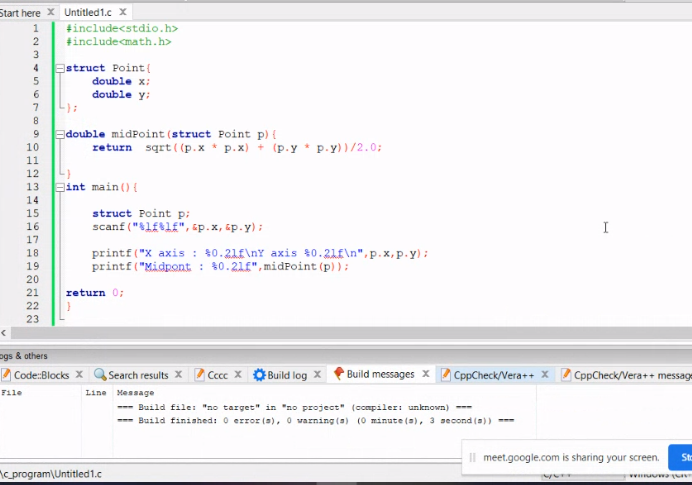 Start here Untitled1.c
1 #include<stdio.h>
2 #include<math.h>
3
4 struct Point{
5 double x;
6 double y;
7 };
8
9 double midPoint(struct Point p){
10 return sqrt((p.x * p.x) + (p.y * p.y))/2.0;
11
12 }
13 int main(){
14
15 struct Point p;
16 scanf("%lf%lf",&p.x,&p.y);
17
18 printf("X axis : %0.2lf\nY axis %0.2lf\n",p.x,p.y);
19 printf("Midpont : %0.2lf",midPoint(p));
20
21 return 0;
22 }
23
ogs & others
Code::Blocks Search results Cccc Build log Build messages CppCheck/Vera++ CppCheck/Vera++ message
File Line Message
=== Build file: "no target" in "no project" (compiler: unknown) ===
=== Build finished: 0 error(s), 0 warning(s) (0 minute(s), 3 second(s)) ===
meet.google.com is sharing your screen.
\c_program\Untitled1.c C/C++